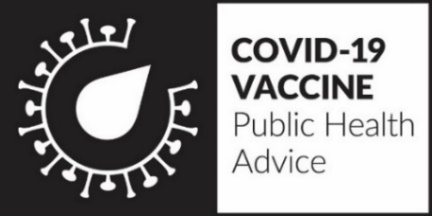 COVID-19
VACCINE
Public Health
Advice